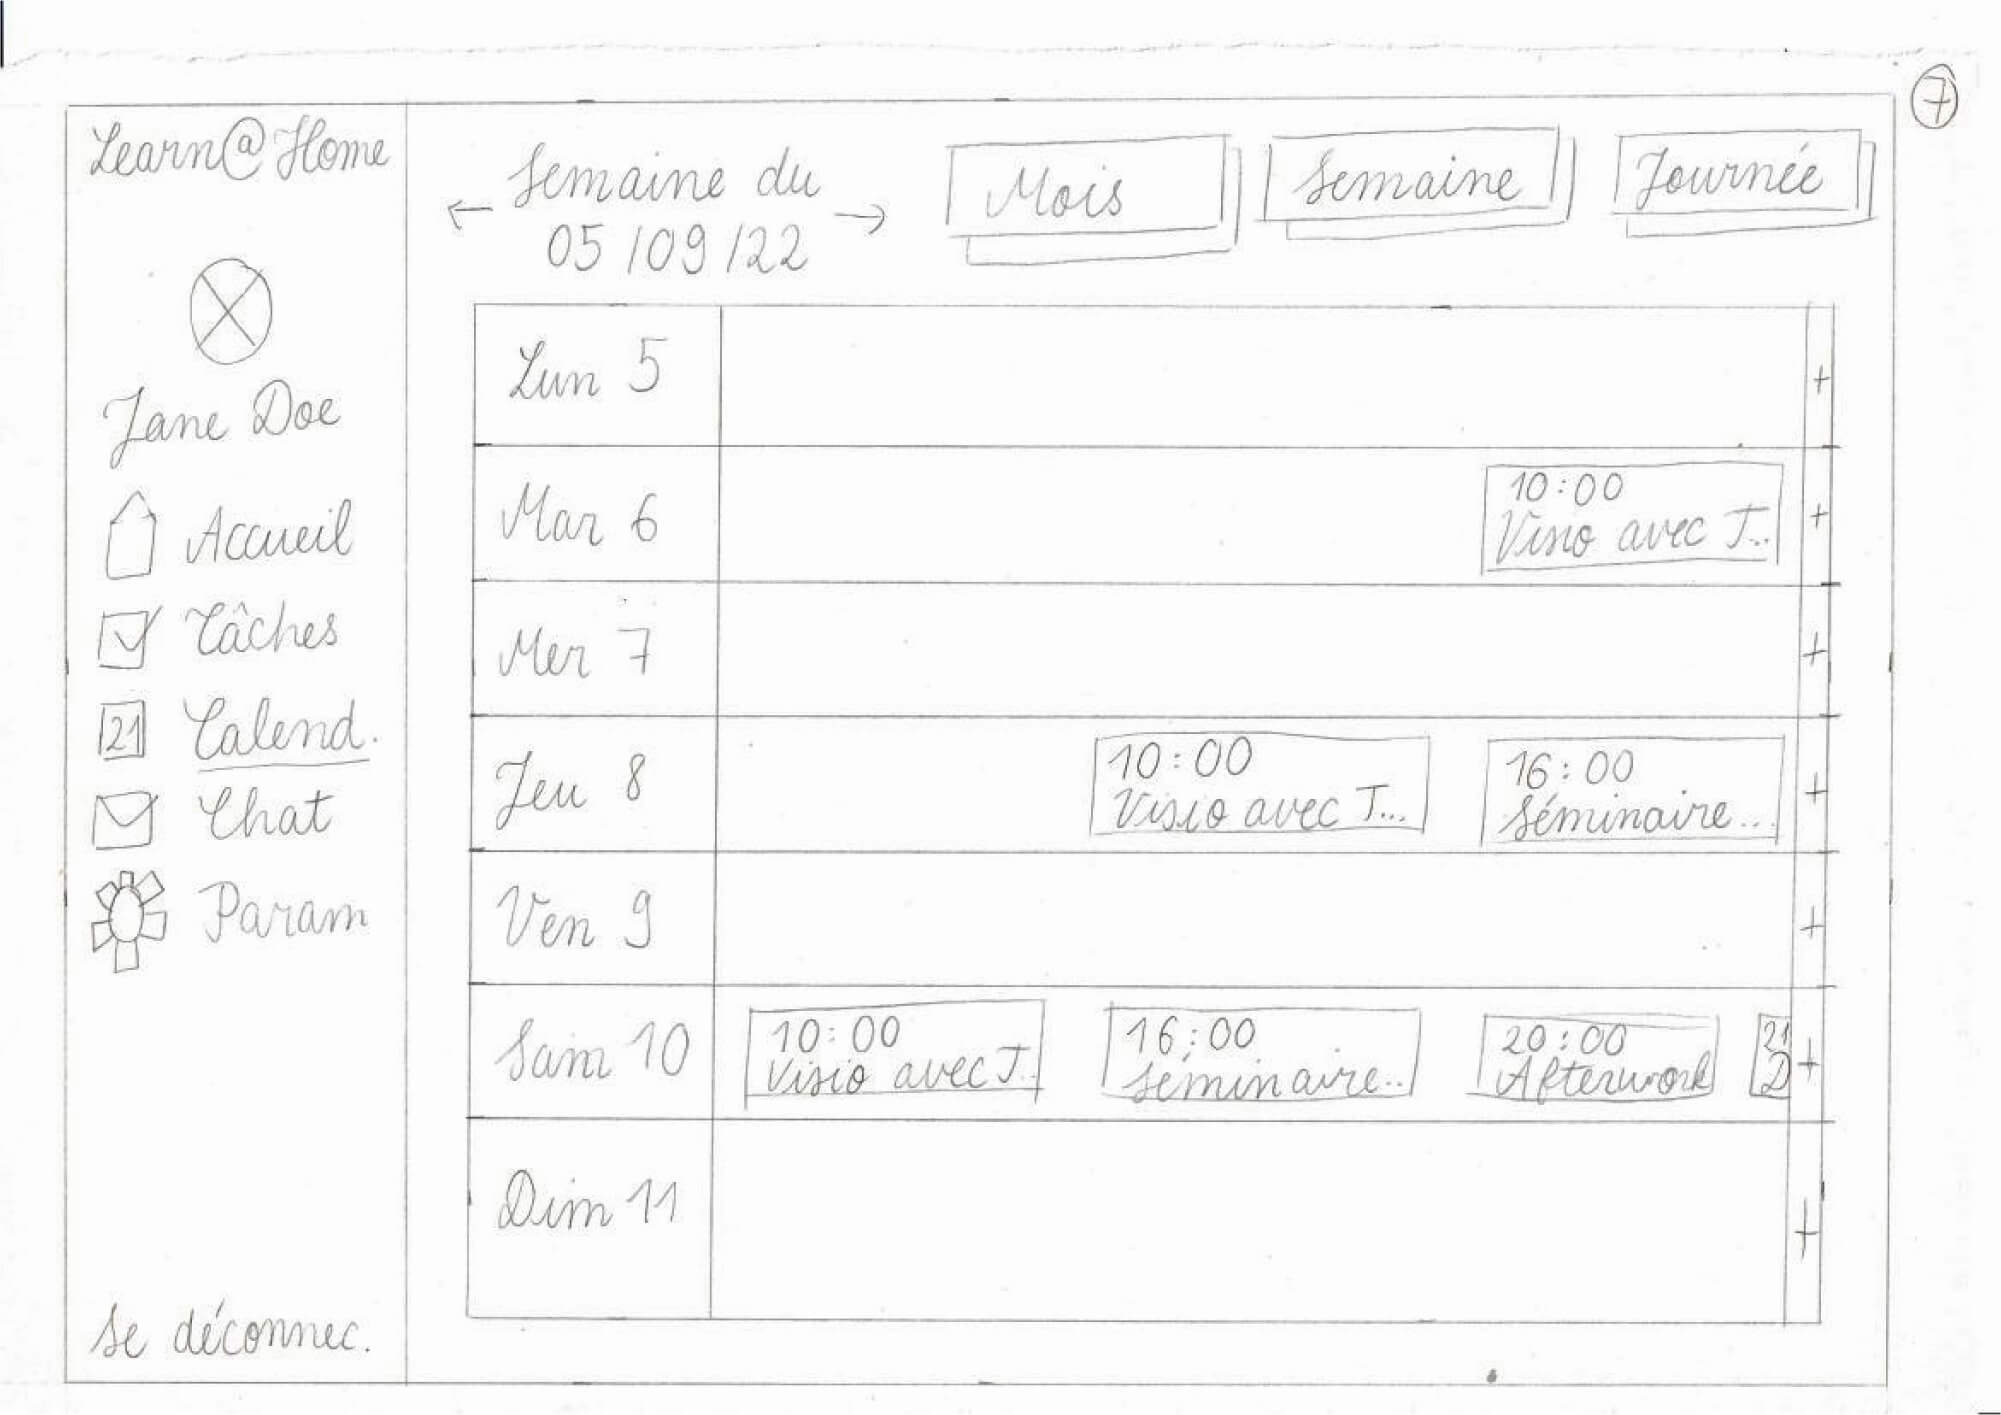 7
Learn@Home
Jane Doe
Accueil
Tâches
21 Calend.
Chat
Param
Se déconnec.
← Semaine du →
05/09/22
Mois
Semaine
Journée
Lun 5
+
Mar 6
10:00
Visio avec T...
+
Mer 7
+
Jeu 8
10:00
Visio avec T...
16:00
Séminaire...
+
Ven 9
+
Sam 10
10:00
Visio avec T..
16:00
Séminaire...
20:00
Afterwork
21
D
+
Dim 11
+